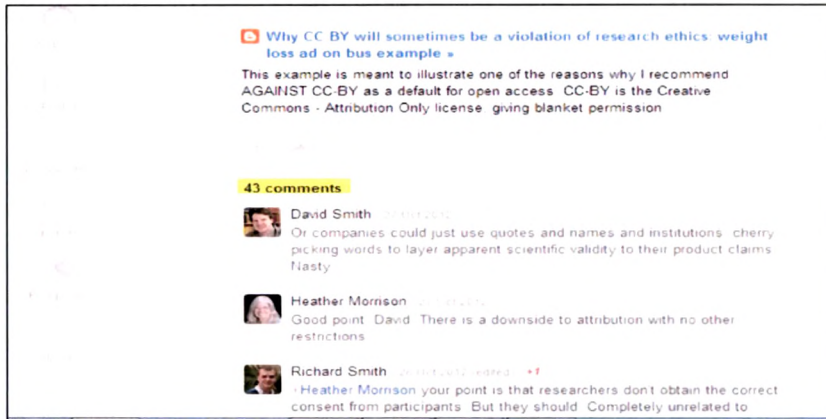 Why CC BY will sometimes be a violation of research ethics: weight
loss ad on bus example »
This example is meant to illustrate one of the reasons why I recommend
AGAINST CC-BY as a default for open access. CC-BY is the Creative
Commons - Attribution Only license, giving blanket permission
43 comments
David Smith
Or companies could just use quotes and names and institutions, cherry
picking words to layer apparent scientific validity to their product claims.
Nasty
Heather Morrison
Good point, David. There is a downside to attribution with no other
restrictions
Richard Smith +1
+Heather Morrison your point is that researchers don't obtain the correct
consent from participants. But they should. Completely unrelated to